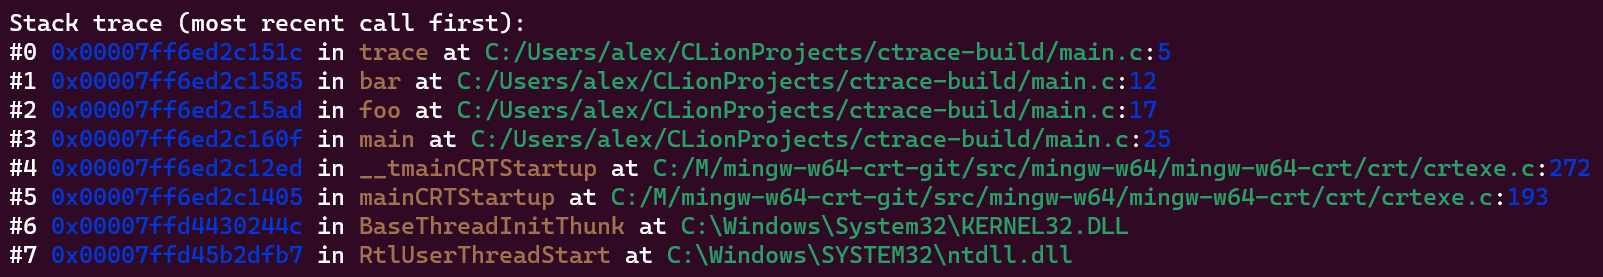 Stack trace (most recent call first):
#0 0x00007ff6ed2c151c in trace at C:/Users/alex/CLionProjects/ctrace-build/main.c:5
#1 0x00007ff6ed2c1585 in bar at C:/Users/alex/CLionProjects/ctrace-build/main.c:12
#2 0x00007ff6ed2c15ad in foo at C:/Users/alex/CLionProjects/ctrace-build/main.c:17
#3 0x00007ff6ed2c160f in main at C:/Users/alex/CLionProjects/ctrace-build/main.c:25
#4 0x00007ff6ed2c12ed in __tmainCRTStartup at C:/M/mingw-w64-crt-git/src/mingw-w64/mingw-w64-crt/crt/crtexe.c:272
#5 0x00007ff6ed2c1405 in mainCRTStartup at C:/M/mingw-w64-crt-git/src/mingw-w64/mingw-w64-crt/crt/crtexe.c:193
#6 0x00007ffd4430244c in BaseThreadInitThunk at C:\Windows\System32\KERNEL32.DLL
#7 0x00007ffd45b2dfb7 in RtlUserThreadStart at C:\Windows\SYSTEM32\ntdll.dll